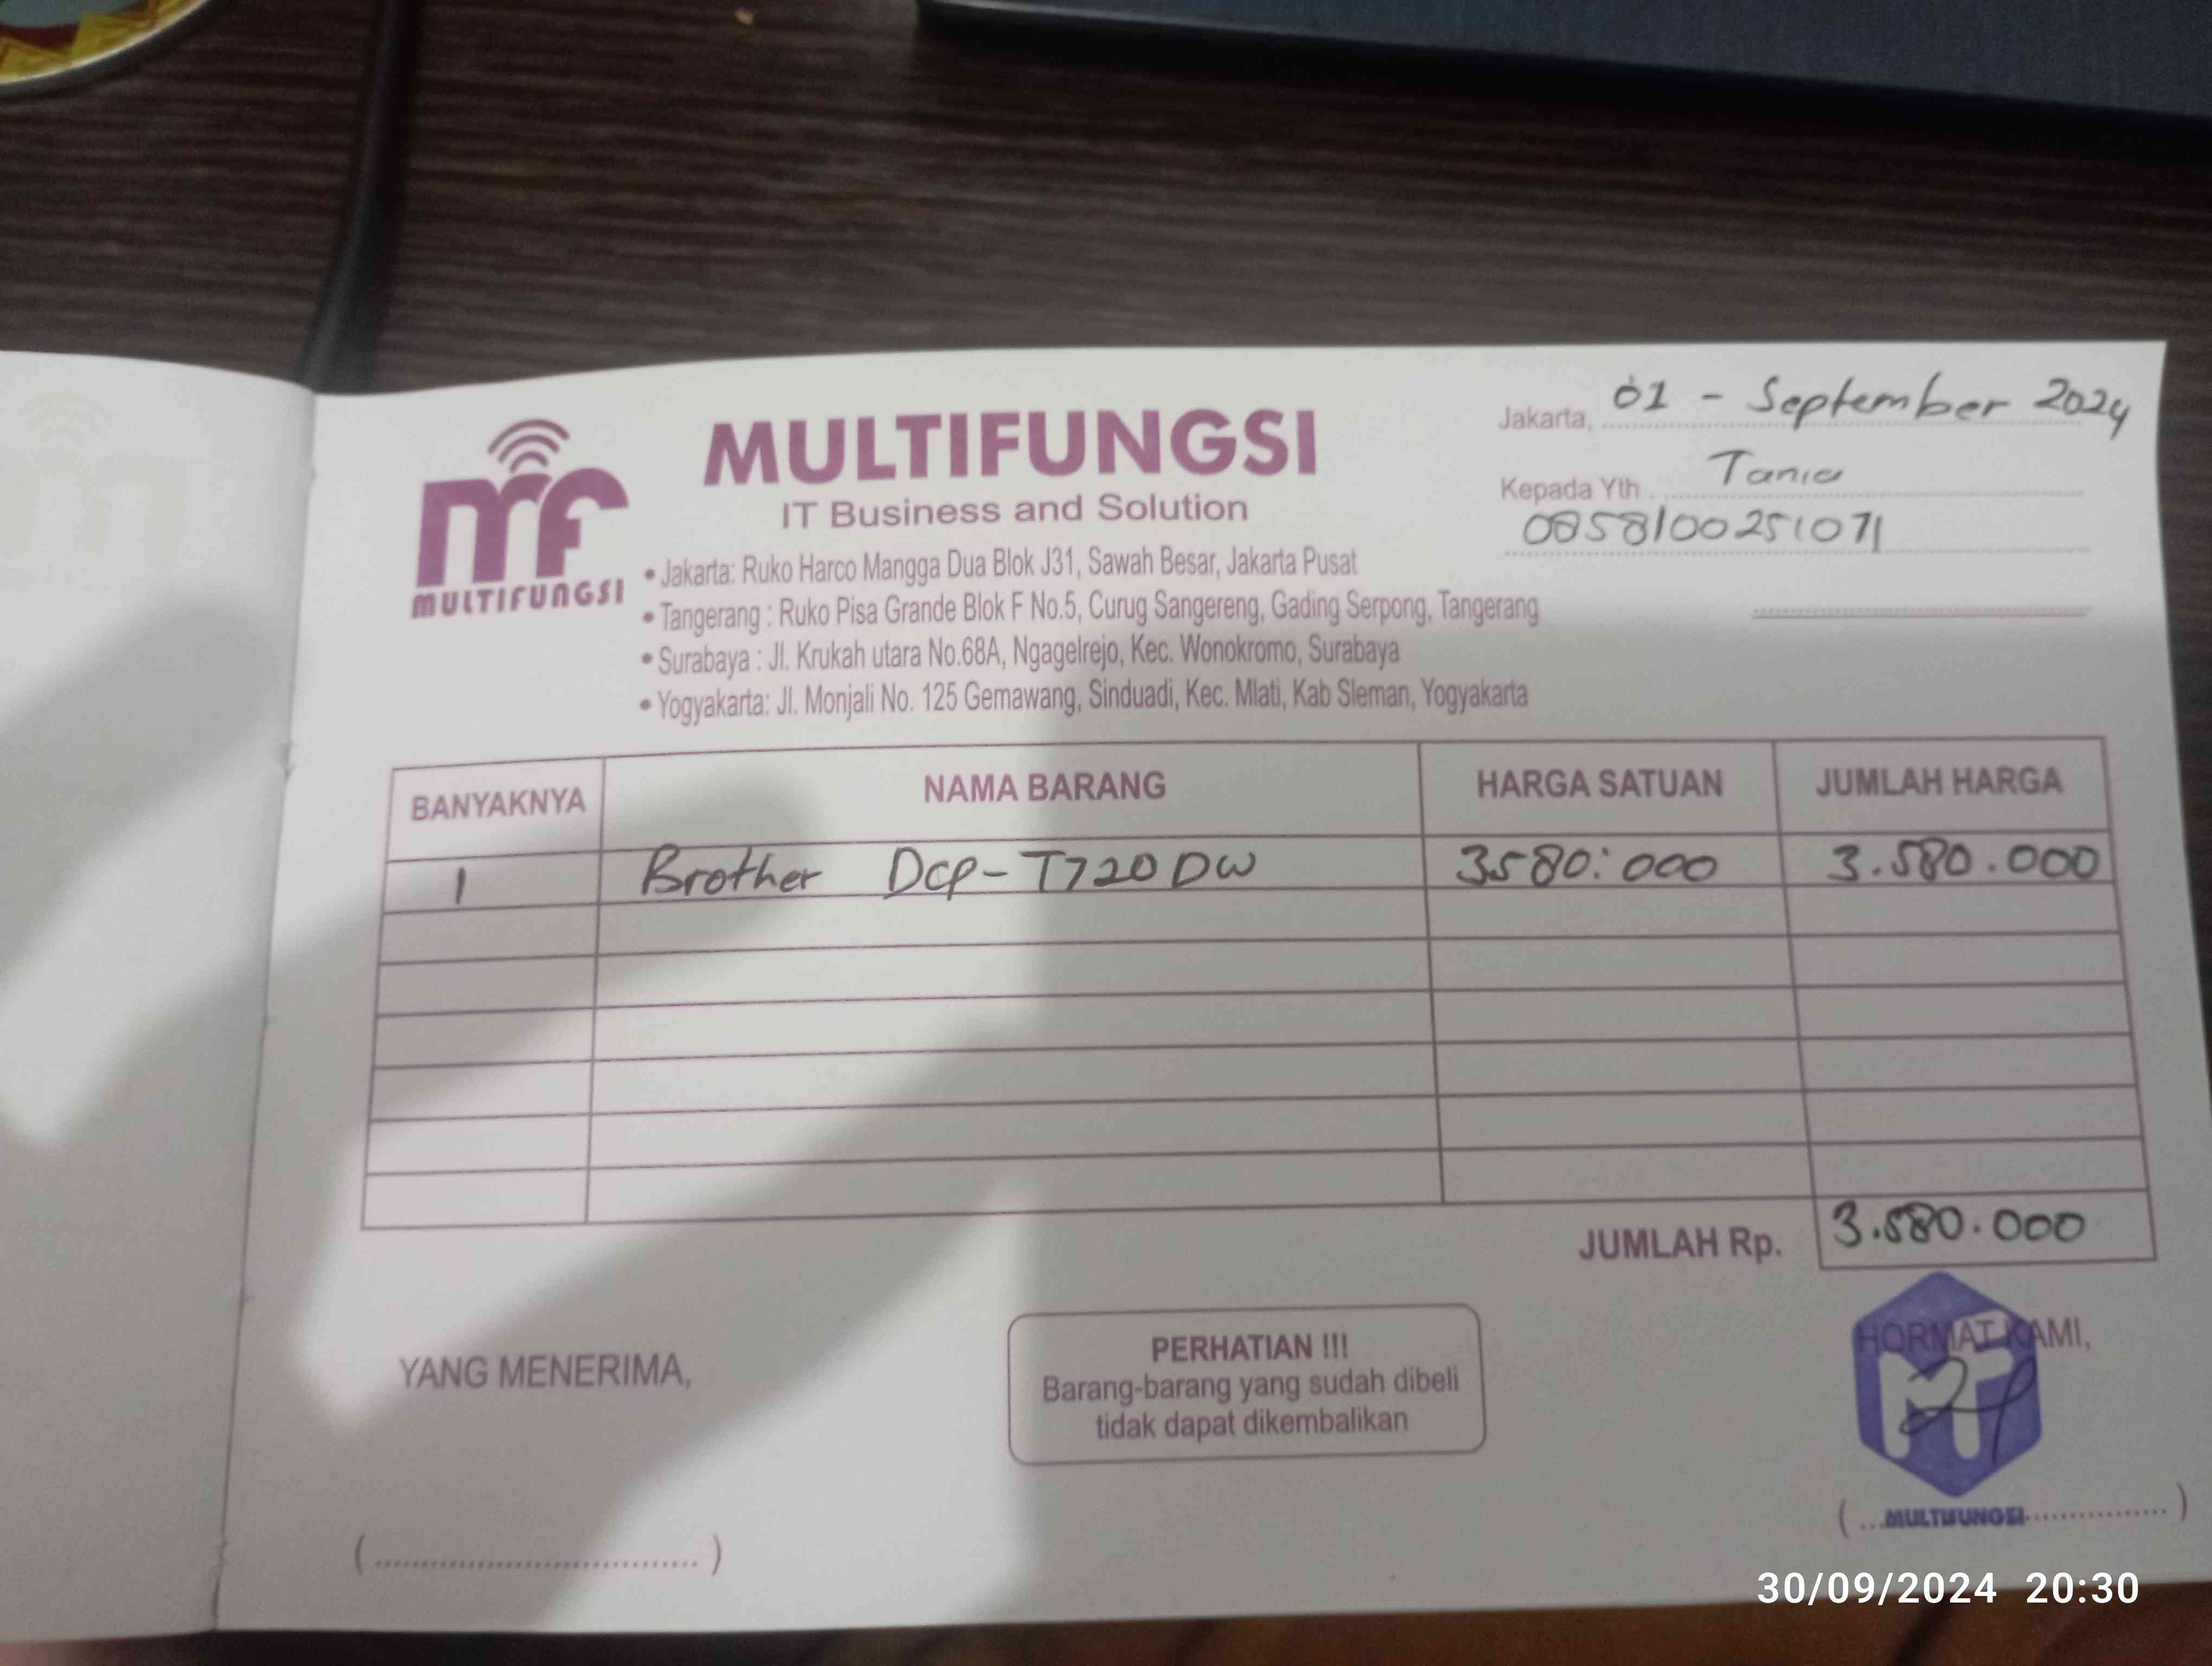 MULTIFUNGSI
MULTIFUNGSI
IT Business and Solution
• Jakarta: Ruko Harco Mangga Dua Blok J31, Sawah Besar, Jakarta Pusat
• Tangerang : Ruko Pisa Grande Blok F No.5, Curug Sangereng, Gading Serpong, Tangerang
• Surabaya : Jl. Krukah utara No.68A, Ngagelrejo, Kec. Wonokromo, Surabaya
• Yogyakarta: Jl. Monjali No. 125 Gemawang, Sinduadi, Kec. Mlati, Kab Sleman, Yogyakarta
Jakarta, 01 - September 2024
Kepada Yth. Tania
0858100251071
BANYAKNYA NAMA BARANG HARGA SATUAN JUMLAH HARGA
1 Brother Dcp-T720DW 3580.000 3.580.000
JUMLAH Rp. 3.580.000
YANG MENERIMA,
PERHATIAN !!!
Barang-barang yang sudah dibeli
tidak dapat dikembalikan
HORMAT KAMI,
(....................................)
(...MULTIFUNGSI..................)
30/09/2024 20:30